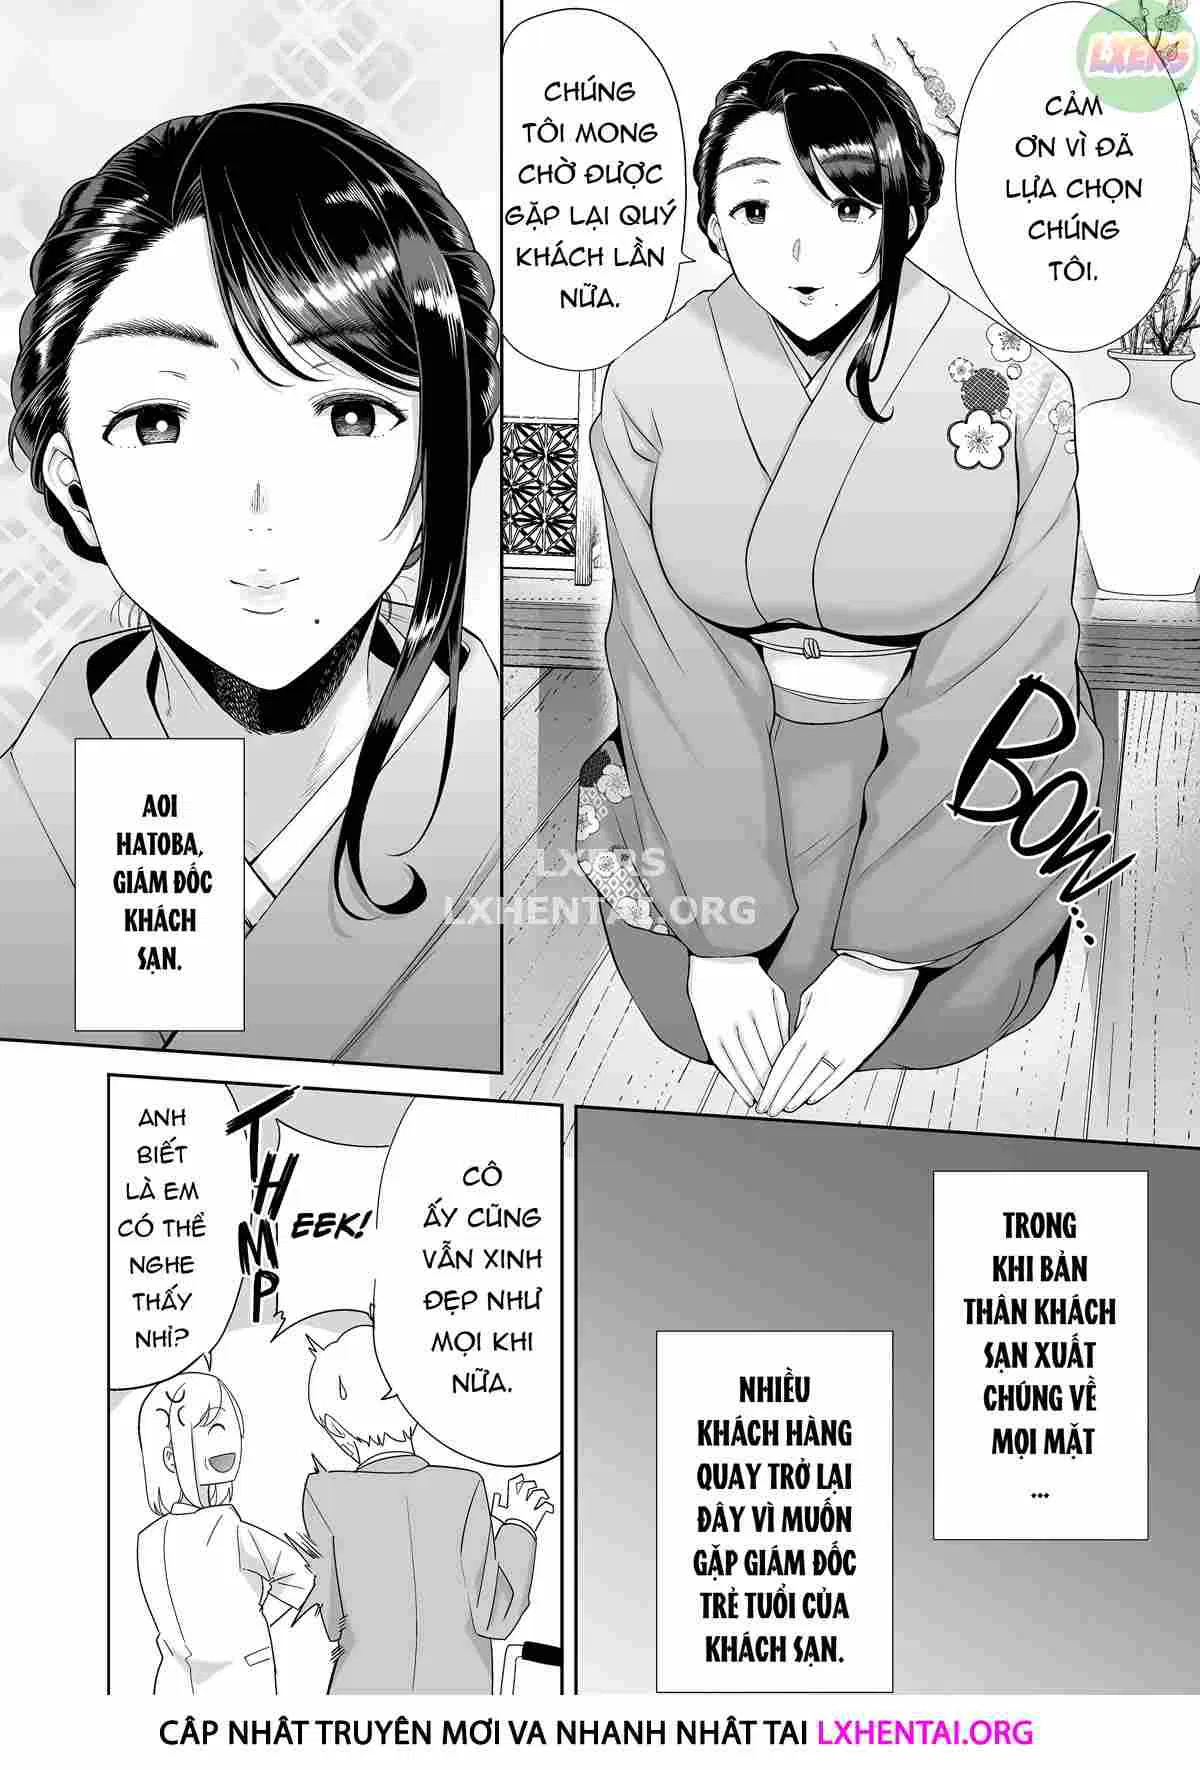 LXERS
CẢM
ƠN VÌ ĐÃ
LỰA CHỌN
CHÚNG
TÔI.
CHÚNG
TÔI MONG
CHỜ ĐƯỢC
GẶP LẠI QUÝ
KHÁCH LẦN
NỮA.
BOW...
AOI
HATOBA,
GIÁM ĐỐC
KHÁCH
SẠN.
LXERS
LXHENTAI.ORG
TRONG
KHI BẢN
THÂN KHÁCH
SẠN XUẤT
CHÚNG VỀ
MỌI MẶT
...
NHIỀU
KHÁCH HÀNG
QUAY TRỞ LẠI
ĐÂY VÌ MUỐN
GẶP GIÁM ĐỐC
TRẺ TUỔI CỦA
KHÁCH SẠN.
CÔ
ẤY CŨNG
VẪN XINH
ĐẸP NHƯ
MỌI KHI
NỮA.
EEK!
THMP
ANH
BIẾT
LÀ EM
CÓ THỂ
NGHE
THẤY
NHỈ?
CẬP NHẬT TRUYỆN MỚI VÀ NHANH NHẤT TẠI LXHENTAI.ORG